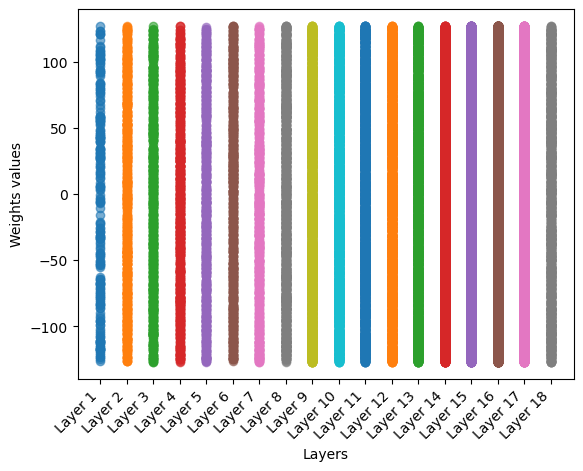 Weights values
100
50
0
−50
−100
Layer 1
Layer 2
Layer 3
Layer 4
Layer 5
Layer 6
Layer 7
Layer 8
Layer 9
Layer 10
Layer 11
Layer 12
Layer 13
Layer 14
Layer 15
Layer 16
Layer 17
Layer 18
Layers